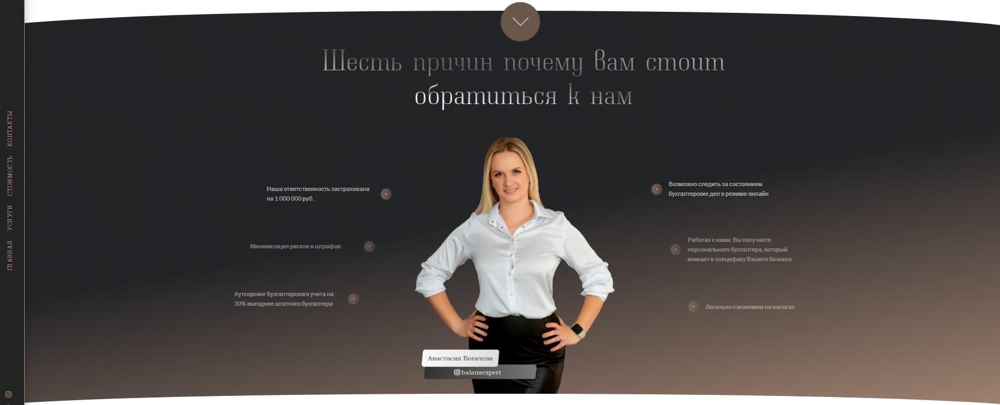 Шесть причин почему вам стоит
обратиться к нам
Наша ответственность застрахована
на 1 000 000 руб.
Минимизация рисков и штрафов
Аутсорсинг бухгалтерского учета на
30% выгоднее штатного бухгалтера
Возможно следить за состоянием
бухгалтерских дел в режиме онлайн
Работая с нами, Вы получаете
персонального бухгалтера, который
вникает в специфику Вашего бизнеса
Легально сэкономим на налогах
Анастасия Богачева
balansexpert
ГЛАВНАЯ
УСЛУГИ
СТОИМОСТЬ
КОНТАКТЫ